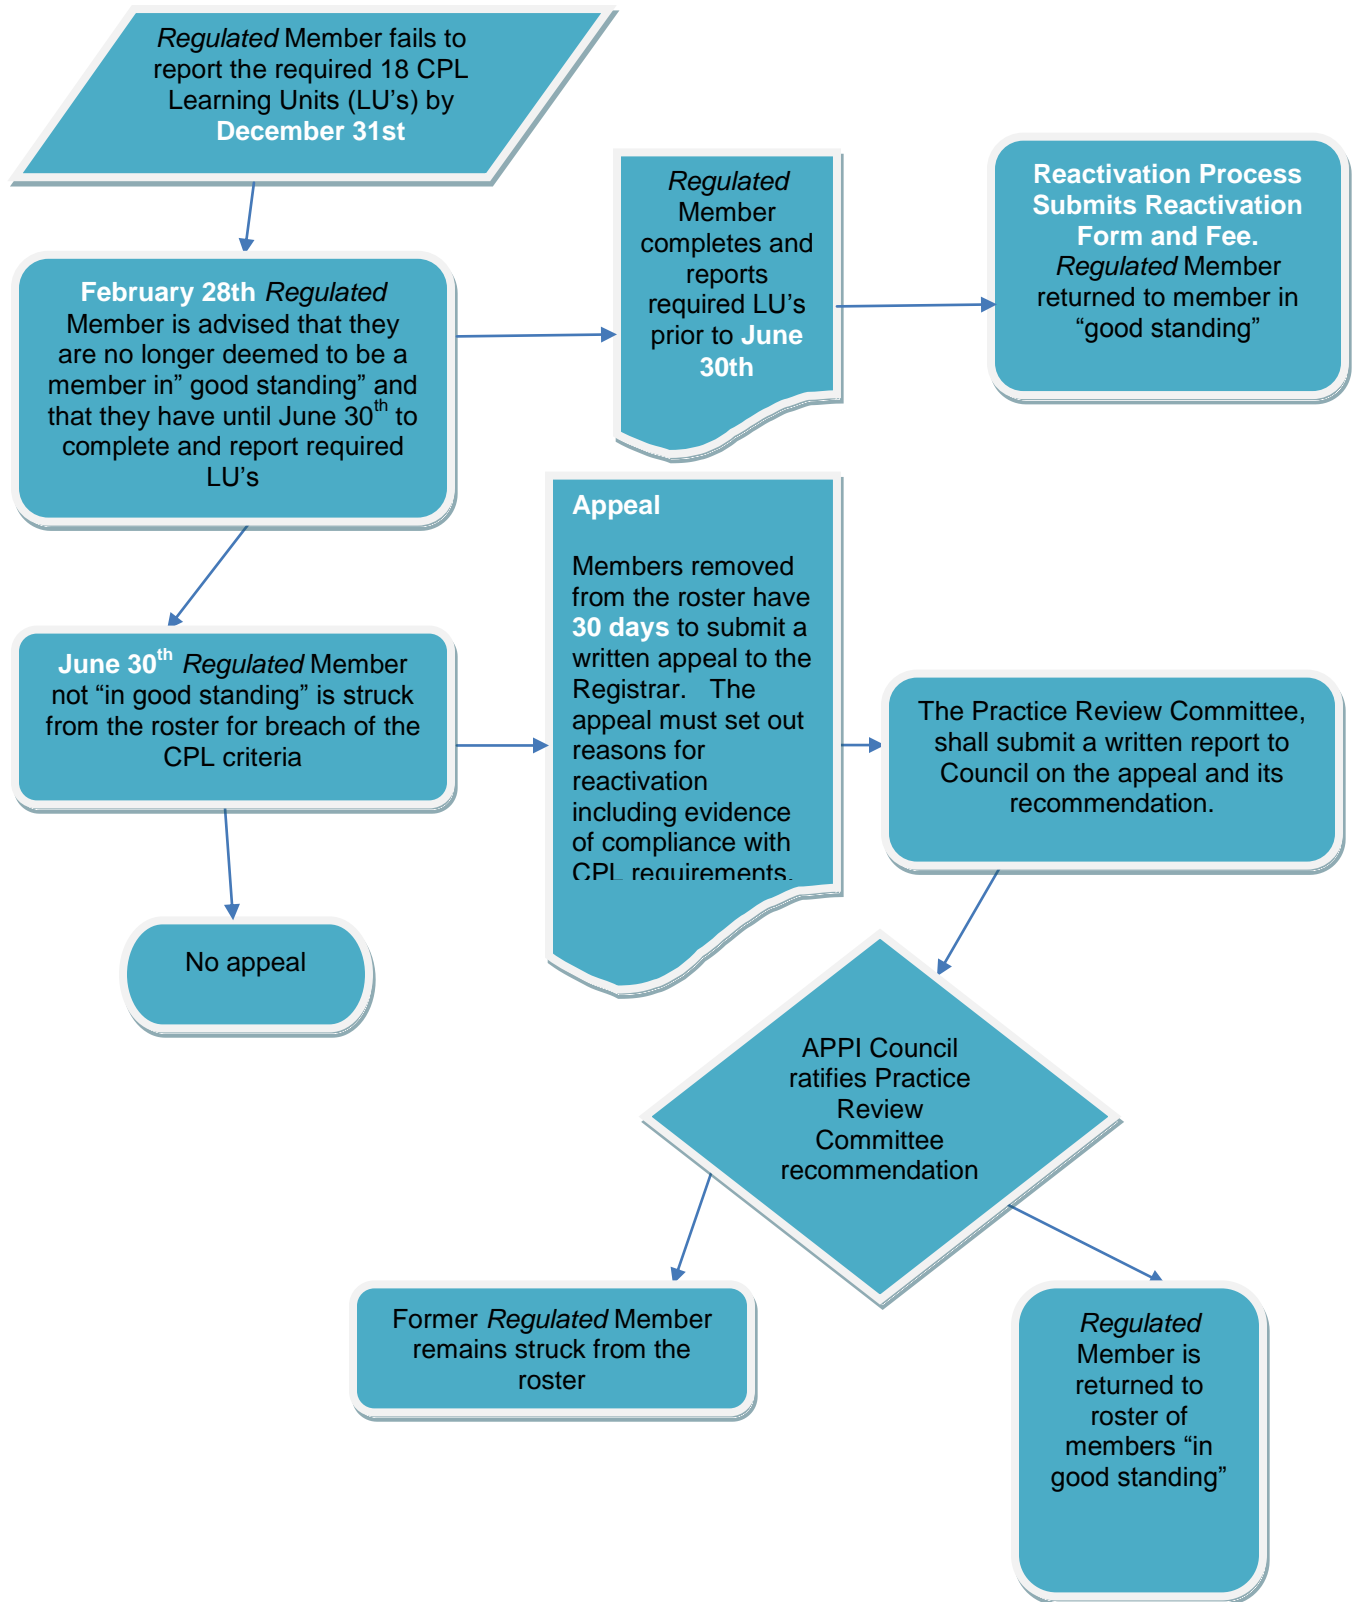 Regulated Member fails to
report the required 18 CPL
Learning Units (LU’s) by
December 31st
Regulated
Member
completes and
reports
required LU’s
prior to June
30th
Reactivation Process
Submits Reactivation
Form and Fee.
Regulated Member
returned to member in
“good standing”
February 28th Regulated
Member is advised that they
are no longer deemed to be a
member in” good standing” and
that they have until June 30th to
complete and report required
LU’s
Appeal
Members removed
from the roster have
30 days to submit a
written appeal to the
Registrar. The
appeal must set out
reasons for
reactivation
including evidence
of compliance with
CPL requirements.
June 30th Regulated Member
not “in good standing” is struck
from the roster for breach of the
CPL criteria
The Practice Review Committee,
shall submit a written report to
Council on the appeal and its
recommendation.
No appeal
APPI Council
ratifies Practice
Review
Committee
recommendation
Former Regulated Member
remains struck from the
roster
Regulated
Member is
returned to
roster of
members “in
good standing”